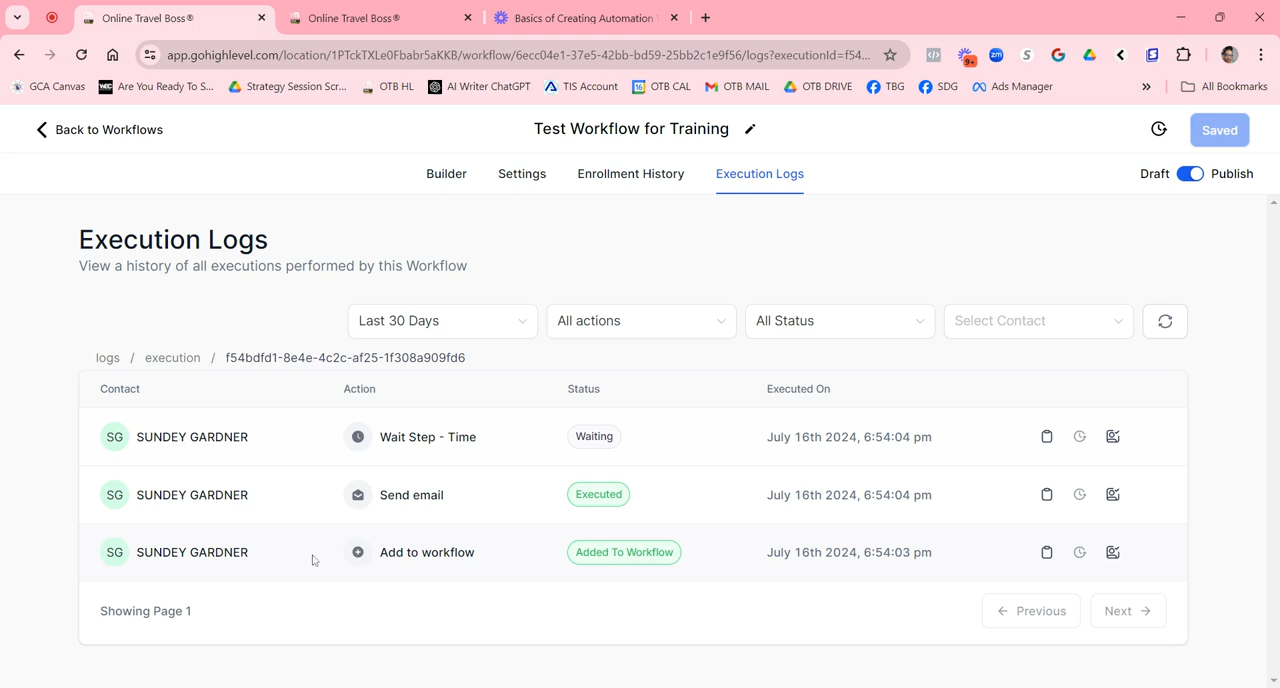 Online Travel Boss®
Online Travel Boss®
Basics of Creating Automation
app.gohighlevel.com/location/1PTckTXLe0Fbabr5aKKB/workflow/6ecc04e1-37e5-42bb-bd59-25bb2c1e9f56/logs?executionId=f54...
9+
zm
GCA Canvas
Are You Ready To S...
Strategy Session Scr...
OTB HL
AI Writer ChatGPT
TIS Account
OTB CAL
OTB MAIL
OTB DRIVE
TBG
SDG
Ads Manager
All Bookmarks
Back to Workflows
Test Workflow for Training
Saved
Builder
Settings
Enrollment History
Execution Logs
Draft
Publish
Execution Logs
View a history of all executions performed by this Workflow
Last 30 Days
All actions
All Status
Select Contact
logs / execution / f54bdfd1-8e4e-4c2c-af25-1f308a909fd6
Contact Action Status Executed On
SG SUNDEY GARDNER Wait Step - Time Waiting July 16th 2024, 6:54:04 pm
SG SUNDEY GARDNER Send email Executed July 16th 2024, 6:54:04 pm
SG SUNDEY GARDNER Add to workflow Added To Workflow July 16th 2024, 6:54:03 pm
Showing Page 1
Previous
Next